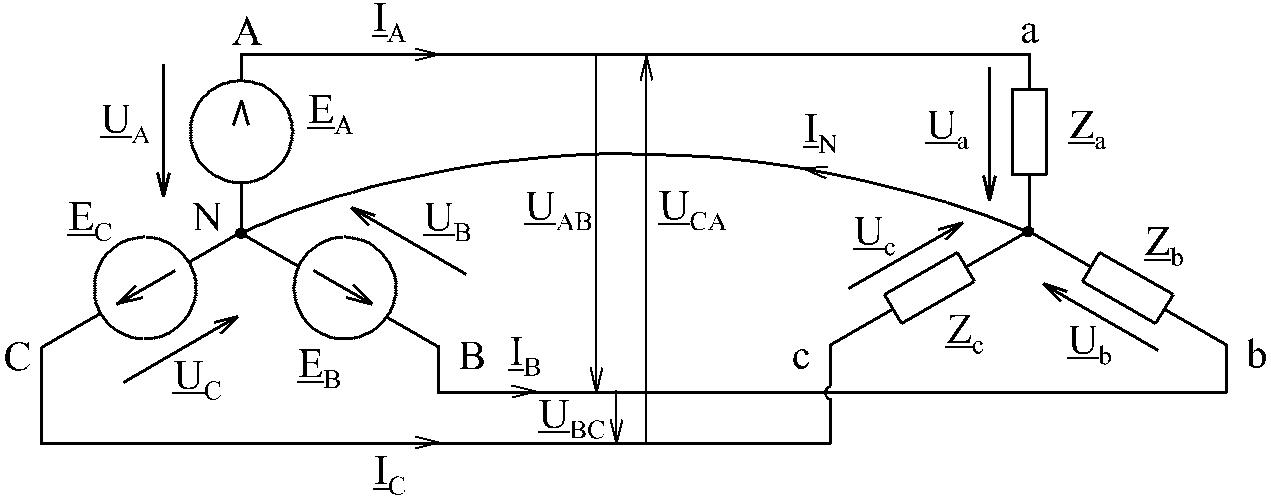 A
I_A
a
U_A
E_A
I_N
U_a
Z_a
E_C
N
U_B
U_AB
U_CA
U_c
Z_b
C
U_C
E_B
B
I_B
U_BC
c
Z_c
U_b
b
I_C